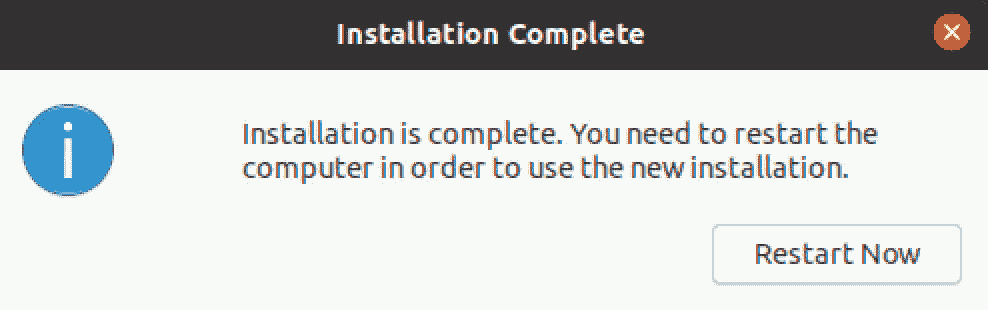 Installation Complete
Installation is complete. You need to restart the
computer in order to use the new installation.
Restart Now